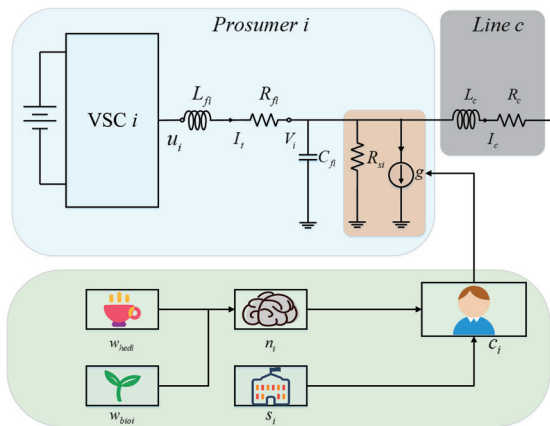 Prosumer i
Line c
L_fi
R_fi
L_c
R_c
VSC i
u_i
I_t
V_i
C_fi
R_si
g
I_c
w_hedi
n_i
c_i
w_bioi
s_i